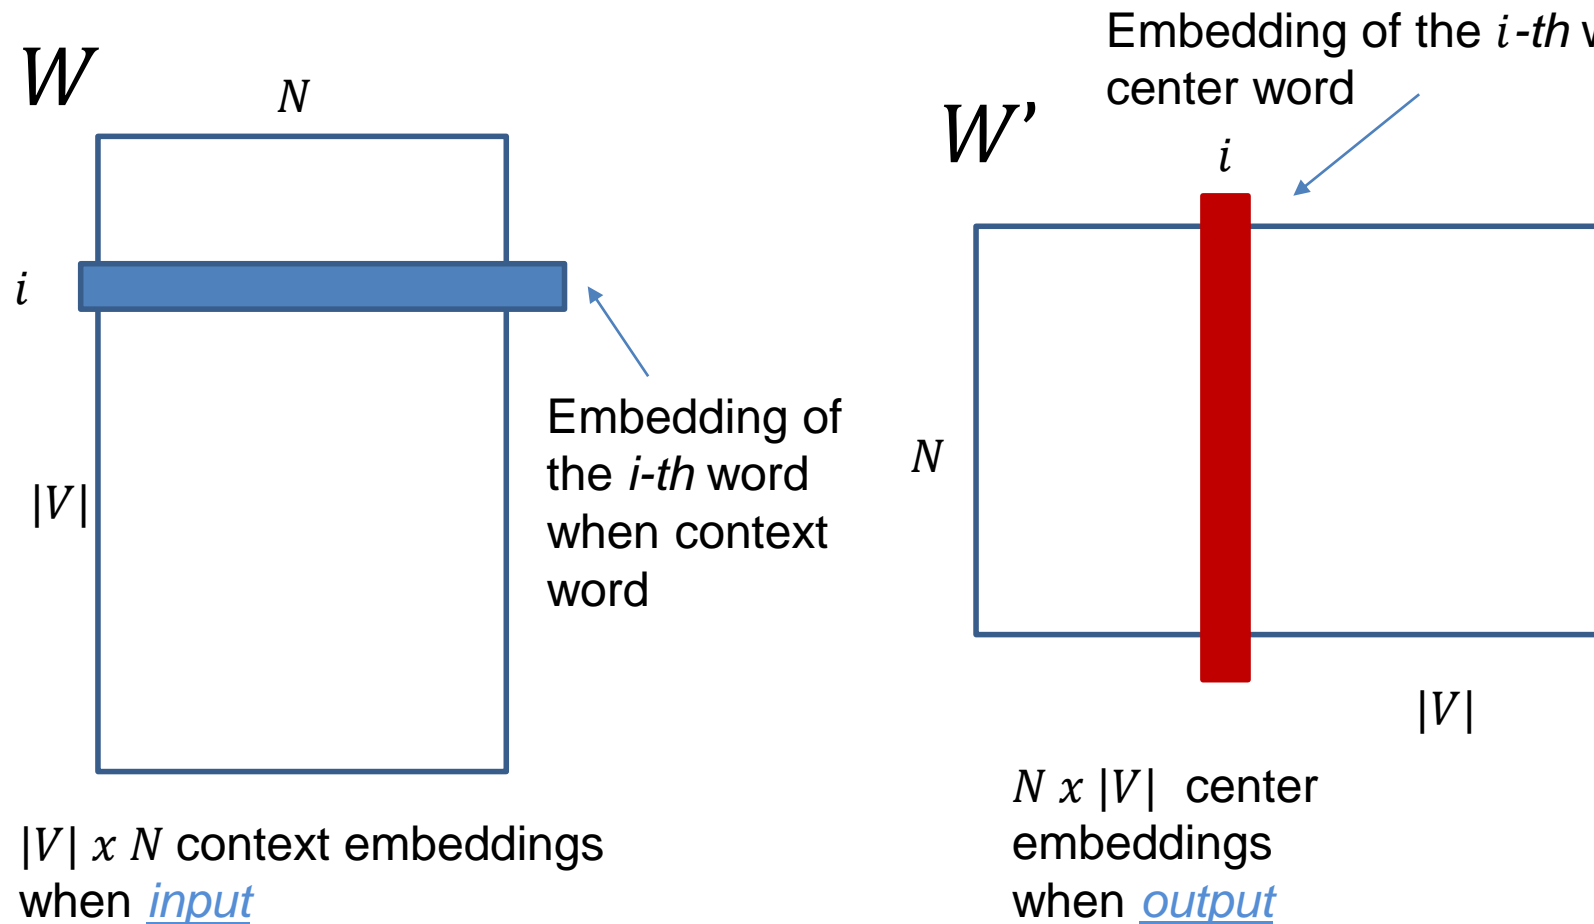 W
N
i
|V|
Embedding of
the i-th word
when context
word
|V| x N context embeddings
when input
Embedding of the i-th
center word
W’
i
N
|V|
N x |V| center
embeddings
when output